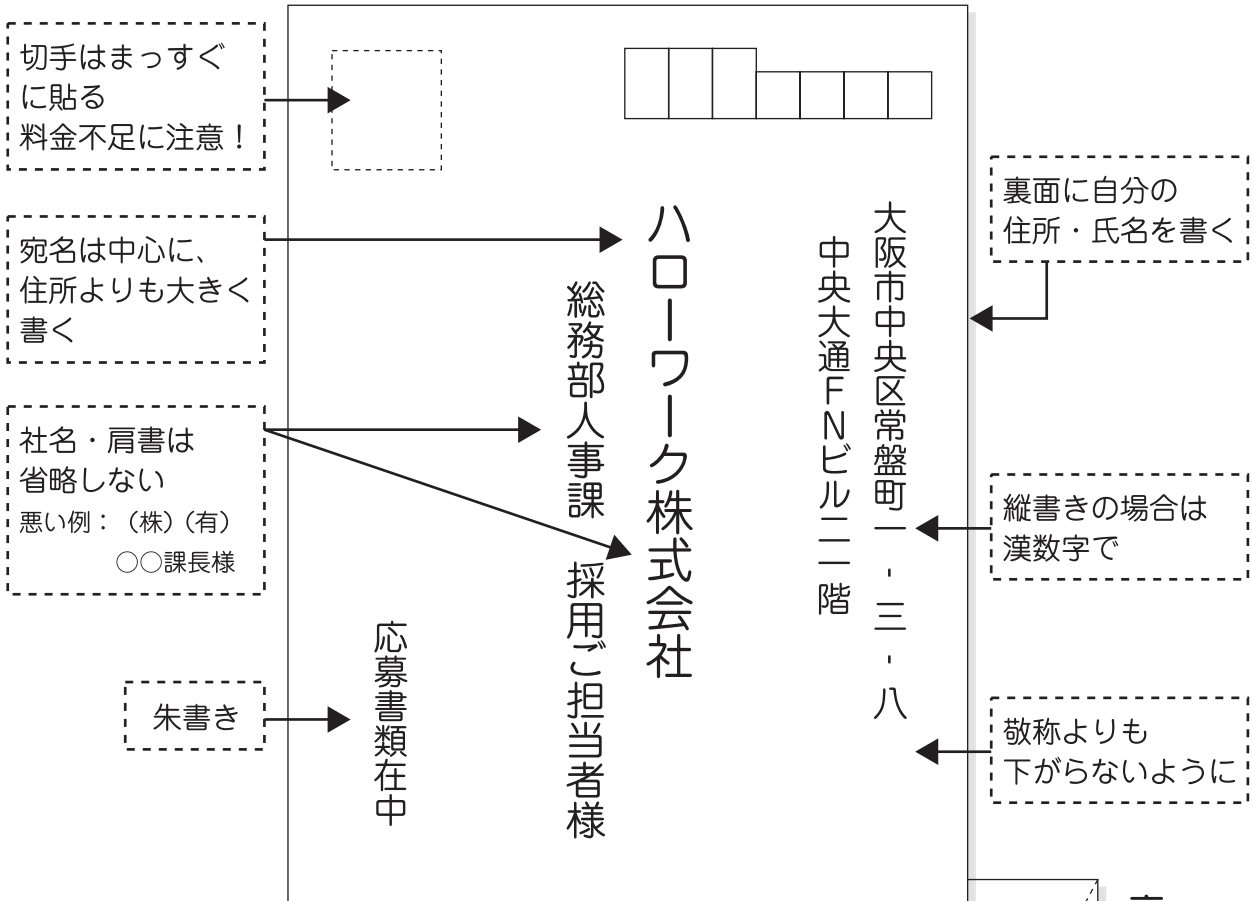 切手はまっすぐ
に貼る
料金不足に注意！
宛名は中心に、
住所よりも大きく
書く
社名・肩書は
省略しない
悪い例：（株）（有）
○○課長様
朱書き
裏面に自分の
住所・氏名を書く
縦書きの場合は
漢数字で
敬称よりも
下がらないように
大阪市中央区常盤町一-三-八
中央大通ＦＮビル二一階
ハローワーク株式会社
総務部人事課　採用ご担当者様
応募書類在中